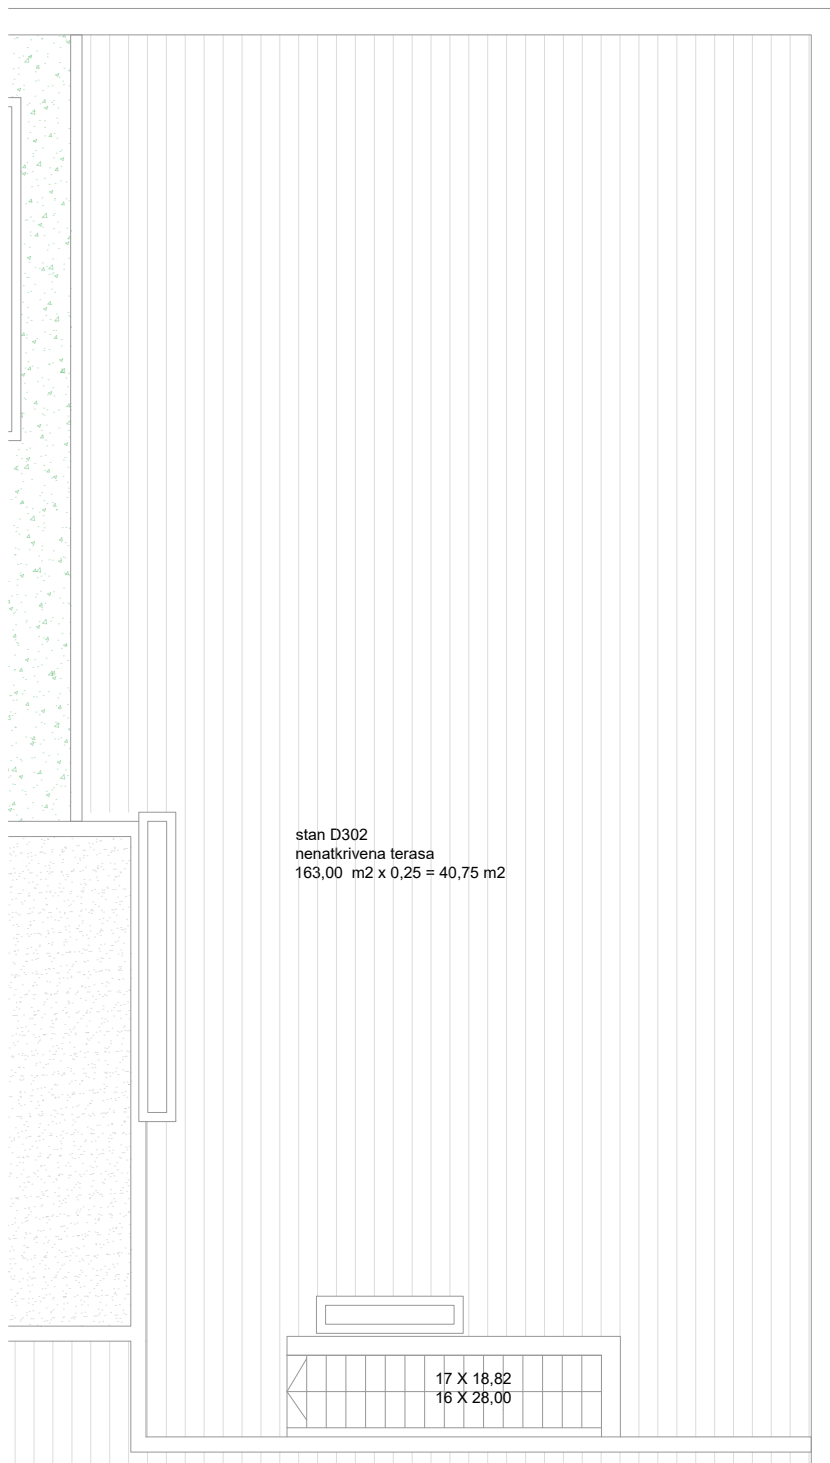 stan D302
nenatkrivena terasa
163,00  m2 x 0,25 = 40,75 m2
17 X 18,82
16 X 28,00